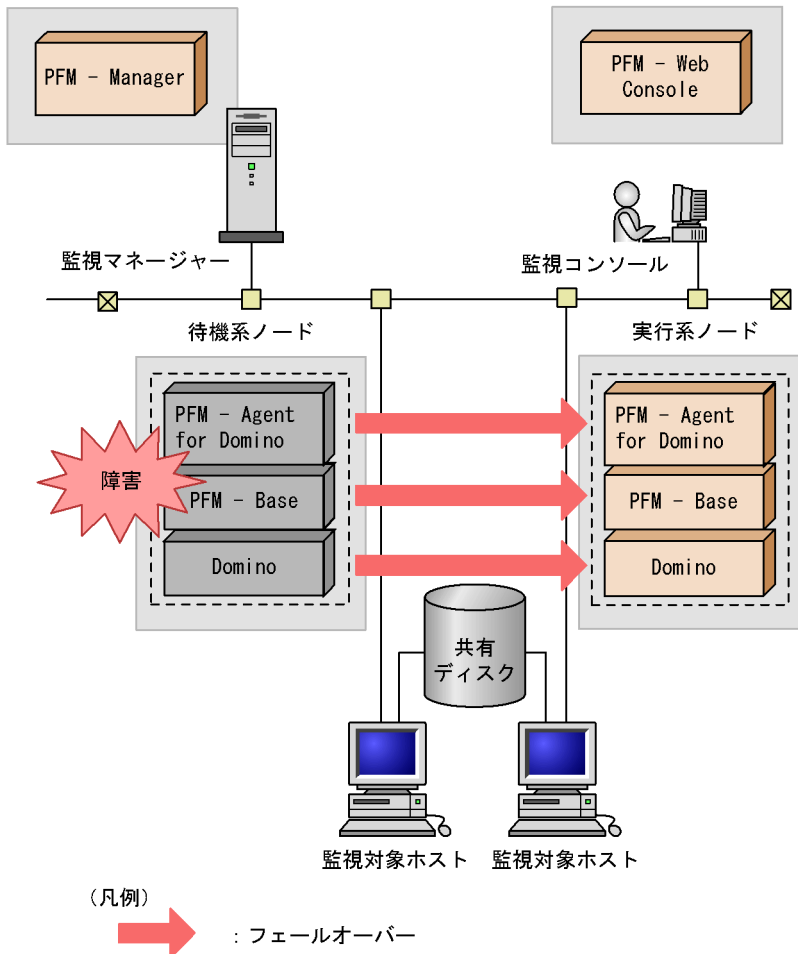 PFM - Manager
PFM - Web
Console
監視マネージャー
監視コンソール
待機系ノード
実行系ノード
PFM - Agent
for Domino
障害
PFM - Base
Domino
PFM - Agent
for Domino
PFM - Base
Domino
共有
ディスク
監視対象ホスト
監視対象ホスト
(凡例)
：フェールオーバー